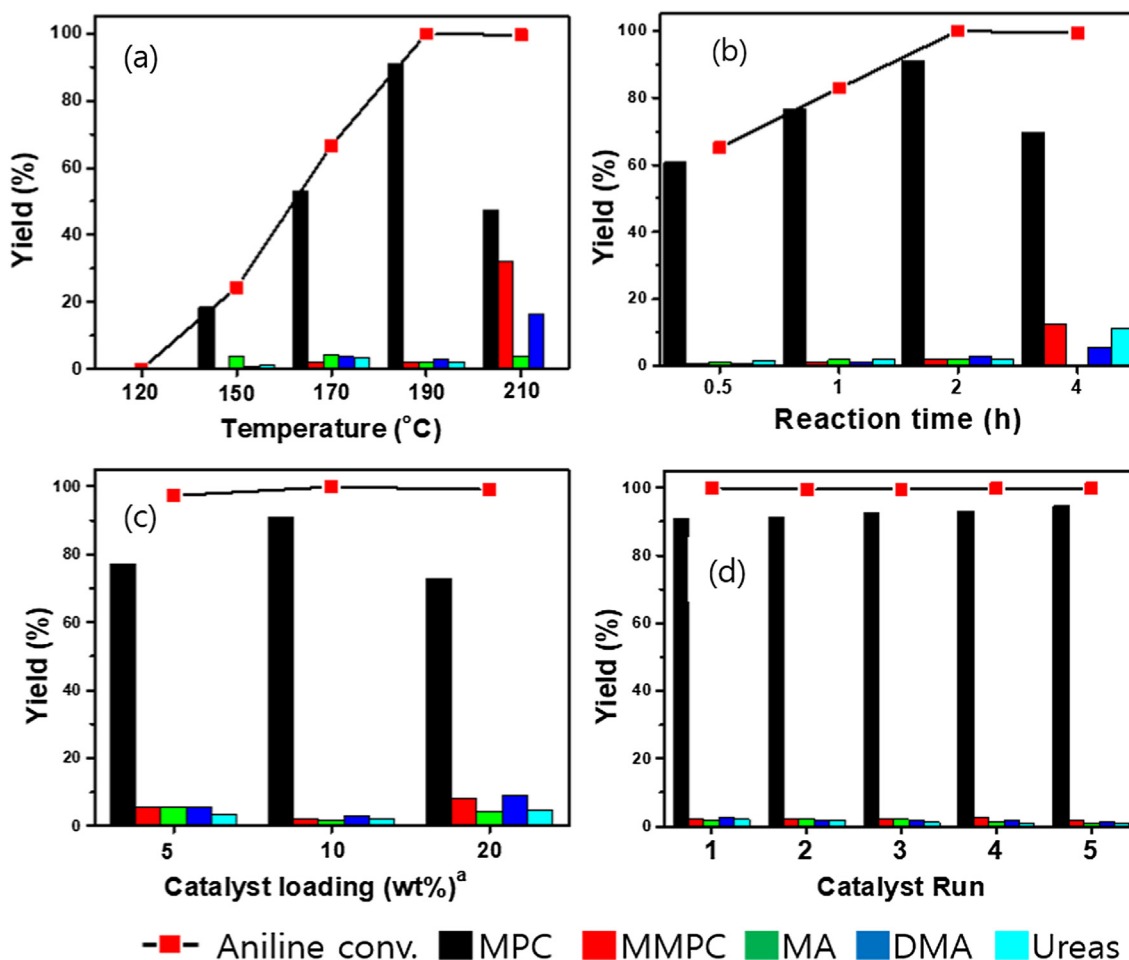 (a)
Yield (%)
100
80
60
40
20
0
120 150 170 190 210
Temperature (°C)
(b)
Yield (%)
100
80
60
40
20
0
0.5 1 2 4
Reaction time (h)
(c)
Yield (%)
100
80
60
40
20
0
5 10 20
Catalyst loading (wt%)ᵃ
(d)
Yield (%)
100
80
60
40
20
0
1 2 3 4 5
Catalyst Run
Aniline conv. MPC MMPC MA DMA Ureas